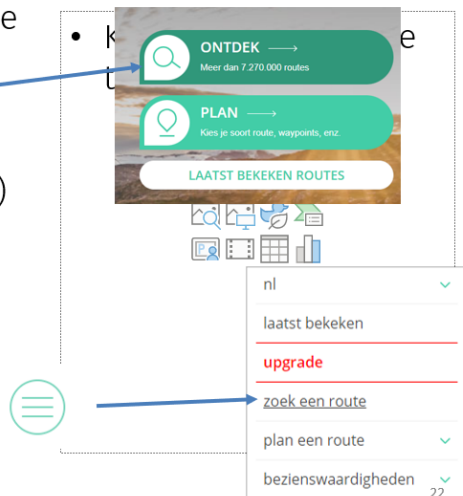 e
• K
e
t
)
ONTDEK
Meer dan 7.270.000 routes
PLAN
Kies je soort route, waypoints, enz.
LAATST BEKEKEN ROUTES
nl
laatst bekeken
upgrade
zoek een route
plan een route
bezienswaardigheden
22